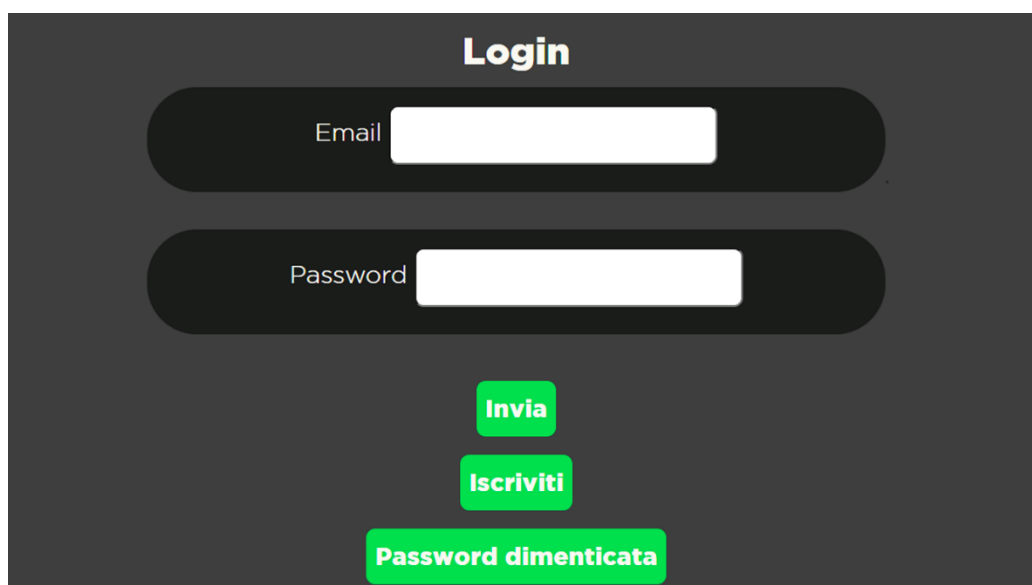 Login
Email
Password
Invia
Iscriviti
Password dimenticata